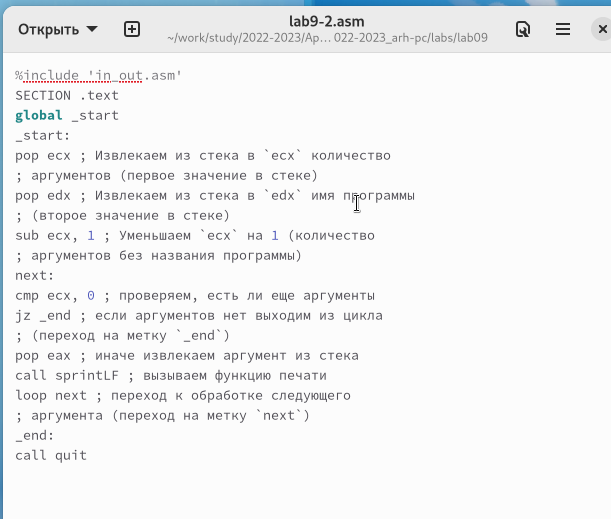 Открыть
lab9-2.asm
~/work/study/2022-2023/Ар... 022-2023_arh-pc/labs/lab09
%include 'in_out.asm'
SECTION .text
global _start
_start:
pop ecx ; Извлекаем из стека в `ecx` количество
; аргументов (первое значение в стеке)
pop edx ; Извлекаем из стека в `edx` имя программы
; (второе значение в стеке)
sub ecx, 1 ; Уменьшаем `ecx` на 1 (количество
; аргументов без названия программы)
next:
cmp ecx, 0 ; проверяем, есть ли еще аргументы
jz _end ; если аргументов нет выходим из цикла
; (переход на метку `_end`)
pop eax ; иначе извлекаем аргумент из стека
call sprintLF ; вызываем функцию печати
loop next ; переход к обработке следующего
; аргумента (переход на метку `next`)
_end:
call quit